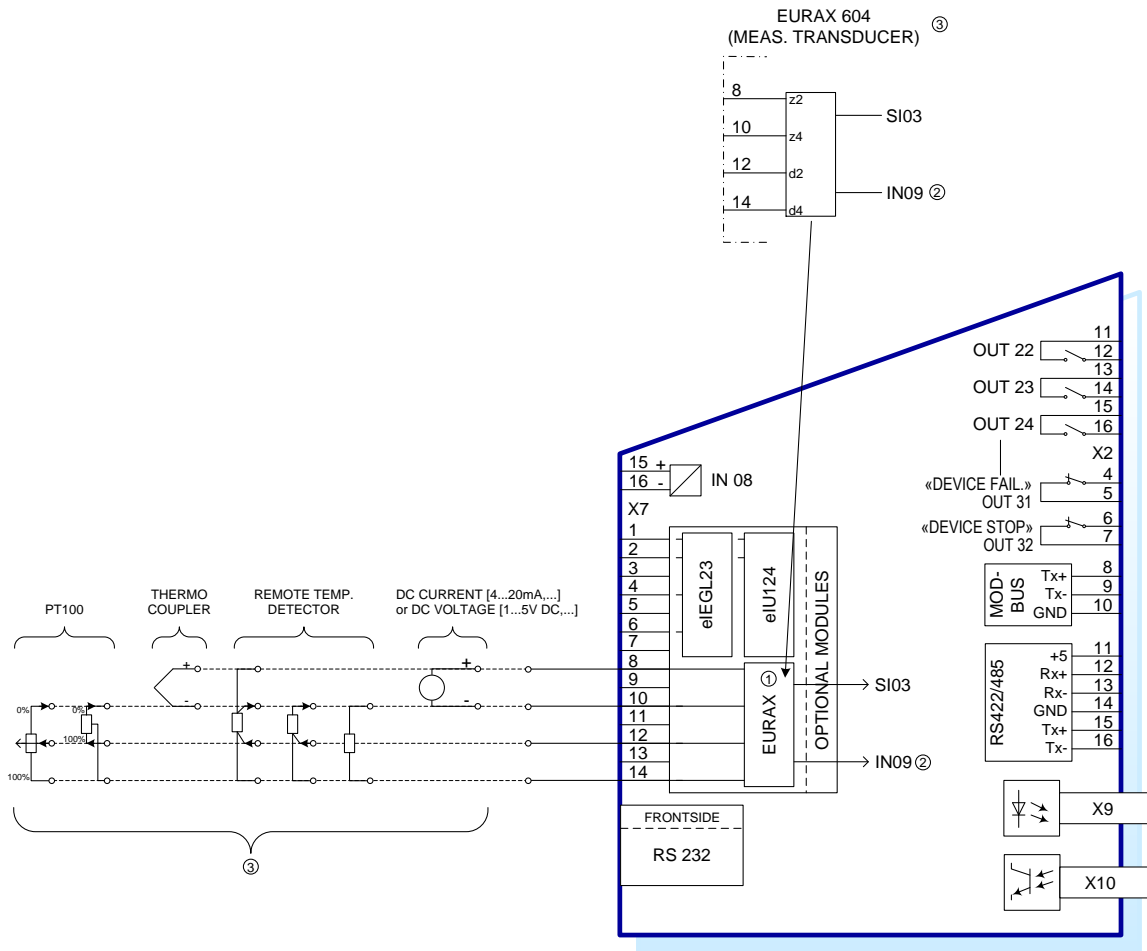 EURAX 604
(MEAS. TRANSDUCER) ③
8 z2
SI03
10 z4
12 d2
IN09 ②
14 d4
11
OUT 22 12
13
OUT 23 14
15
OUT 24 16
X2
15 +
16 -
IN 08
X7
4
«DEVICE FAIL.»
OUT 31
5
6
«DEVICE STOP»
OUT 32
7
1
2
3
4
5
6
7
8
9
10
11
12
13
14
eIEGL23
eIU124
EURAX ①
OPTIONAL MODULES
SI03
IN09 ②
MOD-
BUS
Tx+ 8
Tx- 9
GND 10
RS422/485
+5 11
Rx+ 12
Rx- 13
GND 14
Tx+ 15
Tx- 16
PT100
THERMO
COUPLER
REMOTE TEMP.
DETECTOR
DC CURRENT [4...20mA,...]
or DC VOLTAGE [1...5V DC,...]
+
-
+
-
0%
0%
100%
100%
③
FRONTSIDE
RS 232
X9
X10